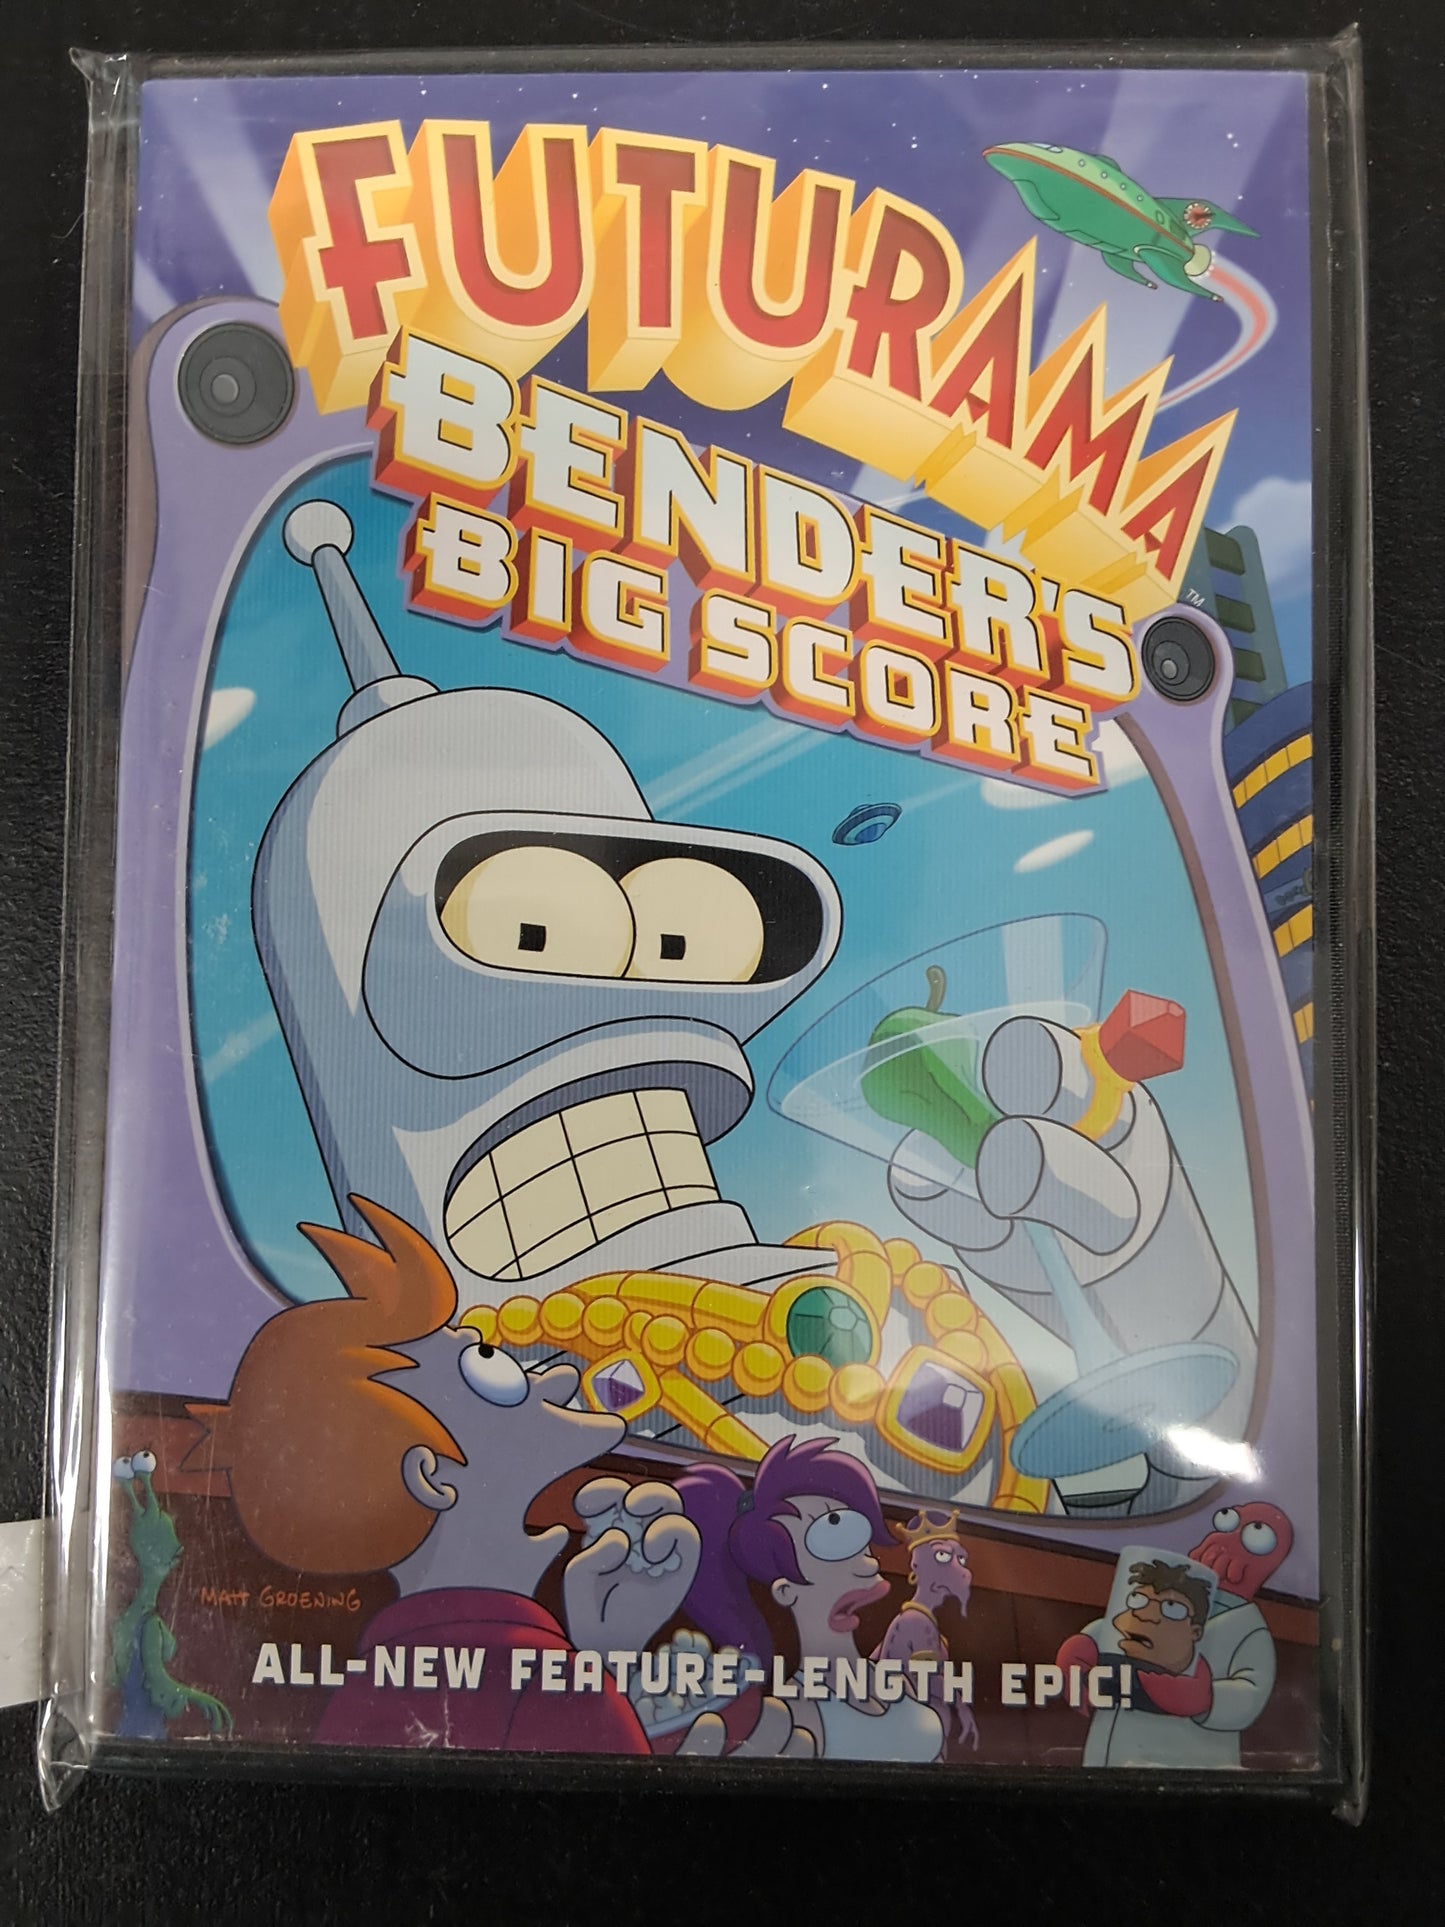 FUTURAMA
BENDER'S
BIG SCORE
TM
MATT GROENING
ALL-NEW FEATURE-LENGTH EPIC!